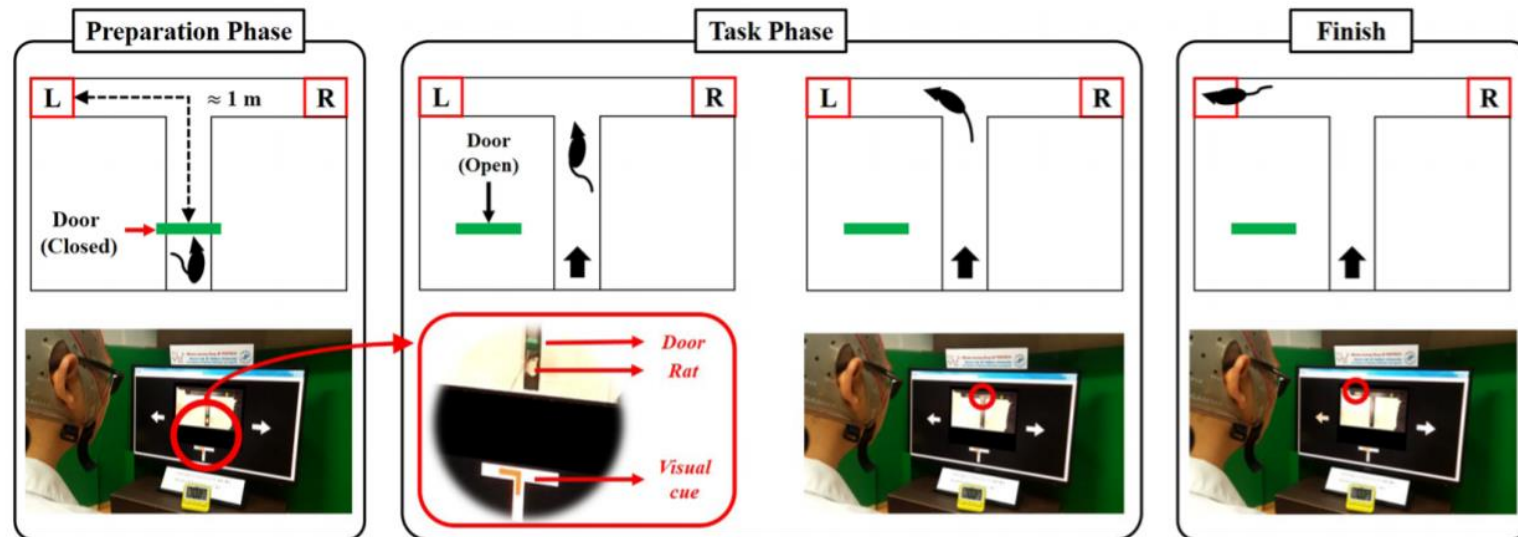 Preparation Phase
Task Phase
Finish
L
≈ 1 m
R
Door
(Closed)
L
R
Door
(Open)
L
R
R
Door
Rat
Visual
cue